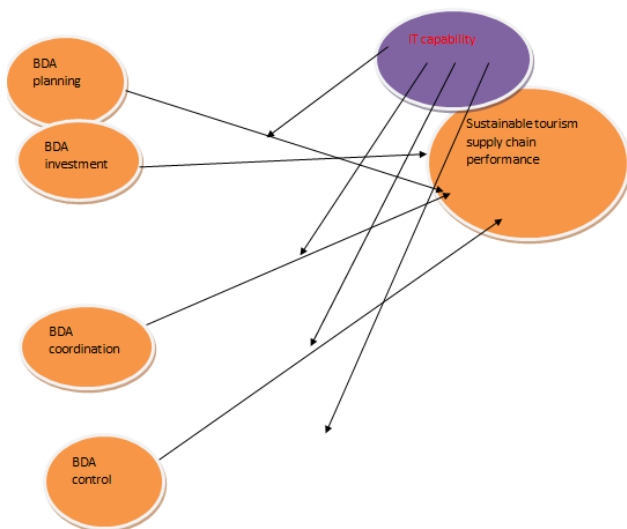 IT capability
BDA
planning
BDA
investment
Sustainable tourism
supply chain
performance
BDA
coordination
BDA
control